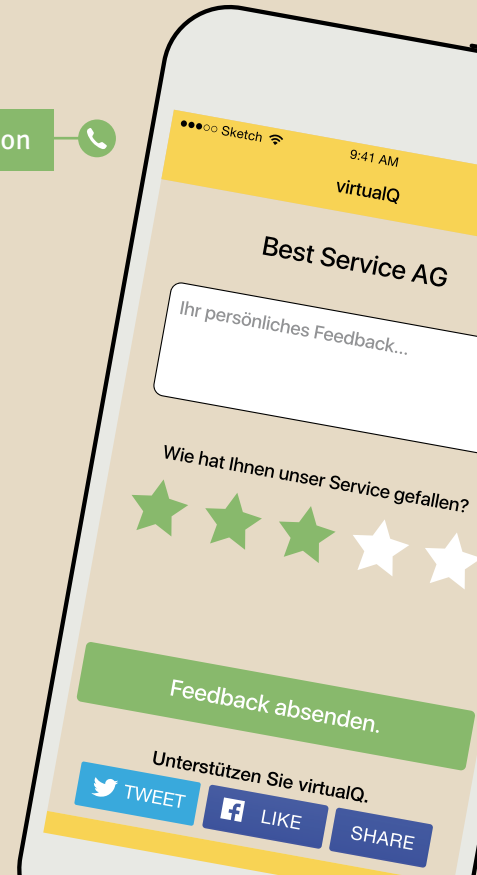 on
Sketch 9:41 AM
virtualQ
Best Service AG
Ihr persönliches Feedback...
Wie hat Ihnen unser Service gefallen?
Feedback absenden.
Unterstützen Sie virtualQ.
TWEET LIKE SHARE